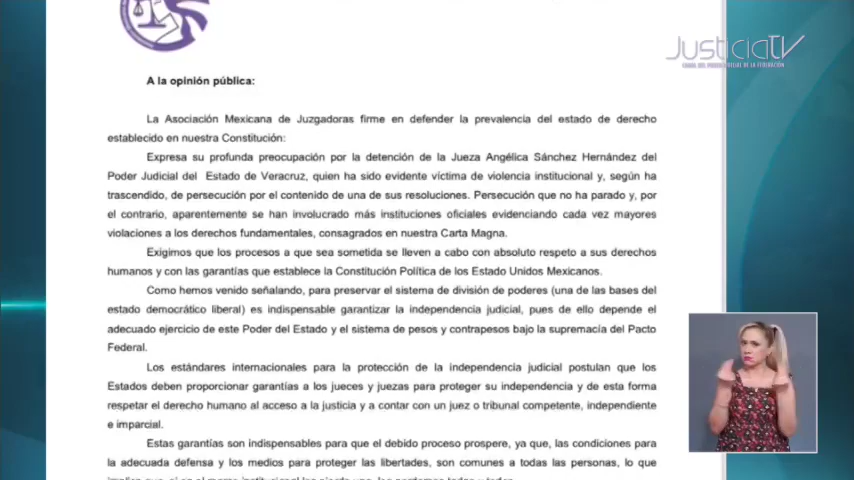 JusticiaTV
CANAL DEL PODER JUDICIAL DE LA FEDERACIÓN
A la opinión pública:
La Asociación Mexicana de Juzgadoras firme en defender la prevalencia del estado de derecho
establecido en nuestra Constitución:
Expresa su profunda preocupación por la detención de la Jueza Angélica Sánchez Hernández del
Poder Judicial del Estado de Veracruz, quien ha sido evidente víctima de violencia institucional y, según ha
trascendido, de persecución por el contenido de una de sus resoluciones. Persecución que no ha parado y, por
el contrario, aparentemente se han involucrado más instituciones oficiales evidenciando cada vez mayores
violaciones a los derechos fundamentales, consagrados en nuestra Carta Magna.
Exigimos que los procesos a que sea sometida se lleven a cabo con absoluto respeto a sus derechos
humanos y con las garantías que establece la Constitución Política de los Estado Unidos Mexicanos.
Como hemos venido señalando, para preservar el sistema de división de poderes (una de las bases del
estado democrático liberal) es indispensable garantizar la independencia judicial, pues de ello depende el
adecuado ejercicio de este Poder del Estado y el sistema de pesos y contrapesos bajo la supremacía del Pacto
Federal.
Los estándares internacionales para la protección de la independencia judicial postulan que los
Estados deben proporcionar garantías a los jueces y juezas para proteger su independencia y de esta forma
respetar el derecho humano al acceso a la justicia y a contar con un juez o tribunal competente, independiente
e imparcial.
Estas garantías son indispensables para que el debido proceso prospere, ya que, las condiciones para
la adecuada defensa y los medios para proteger las libertades, son comunes a todas las personas, lo que